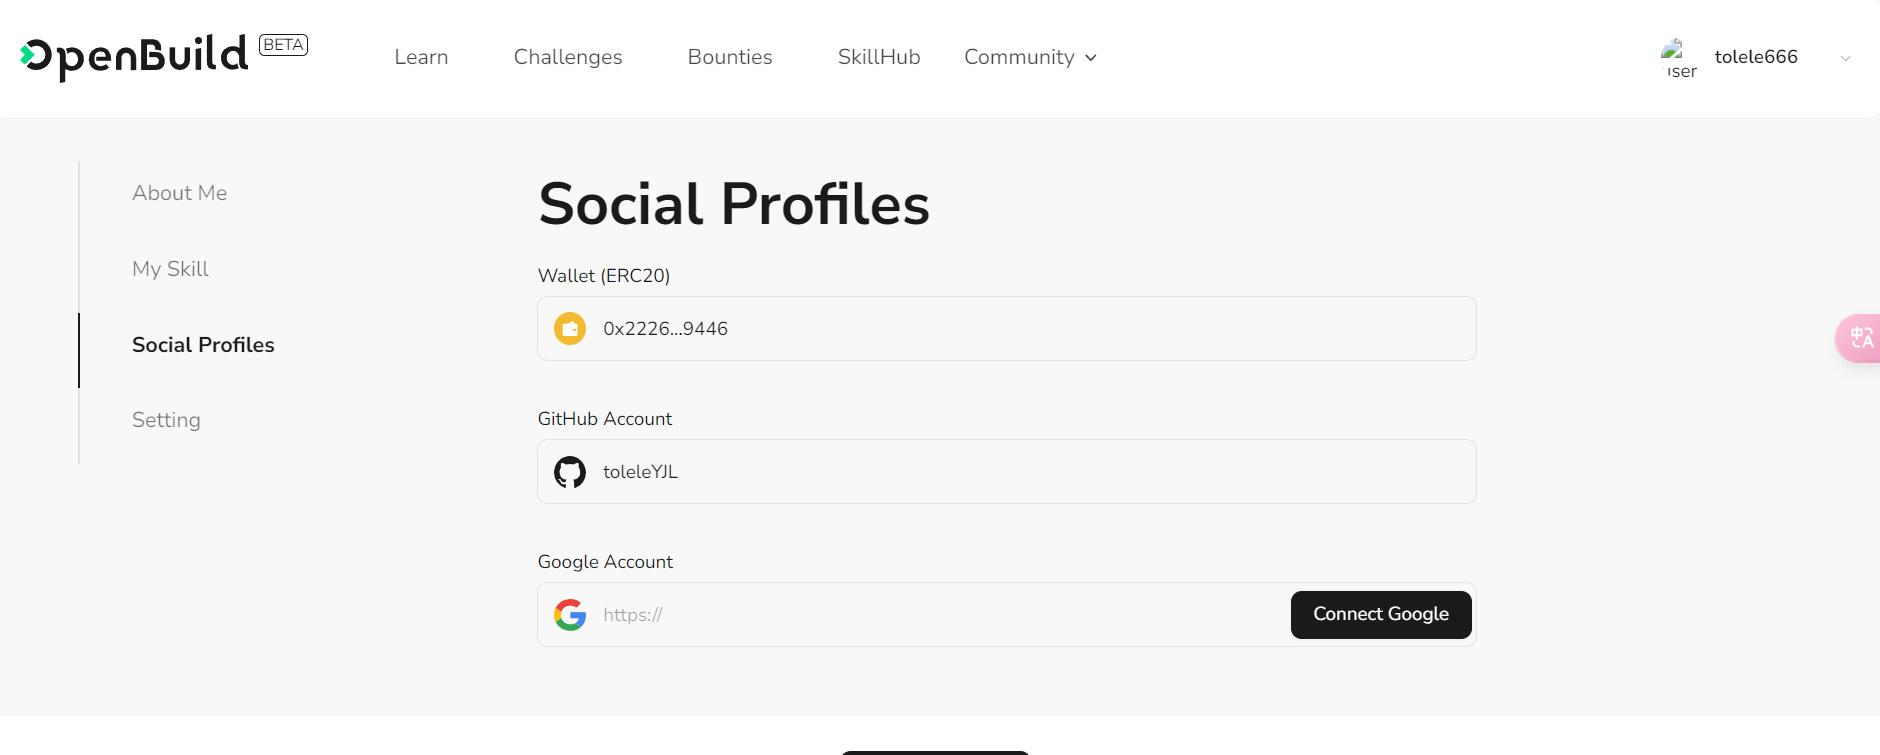 OpenBuild BETA
Learn Challenges Bounties SkillHub Community
tolele666
About Me
My Skill
Social Profiles
Setting
Social Profiles
Wallet (ERC20)
0x2226...9446
GitHub Account
toleleYJL
Google Account
https:// Connect Google